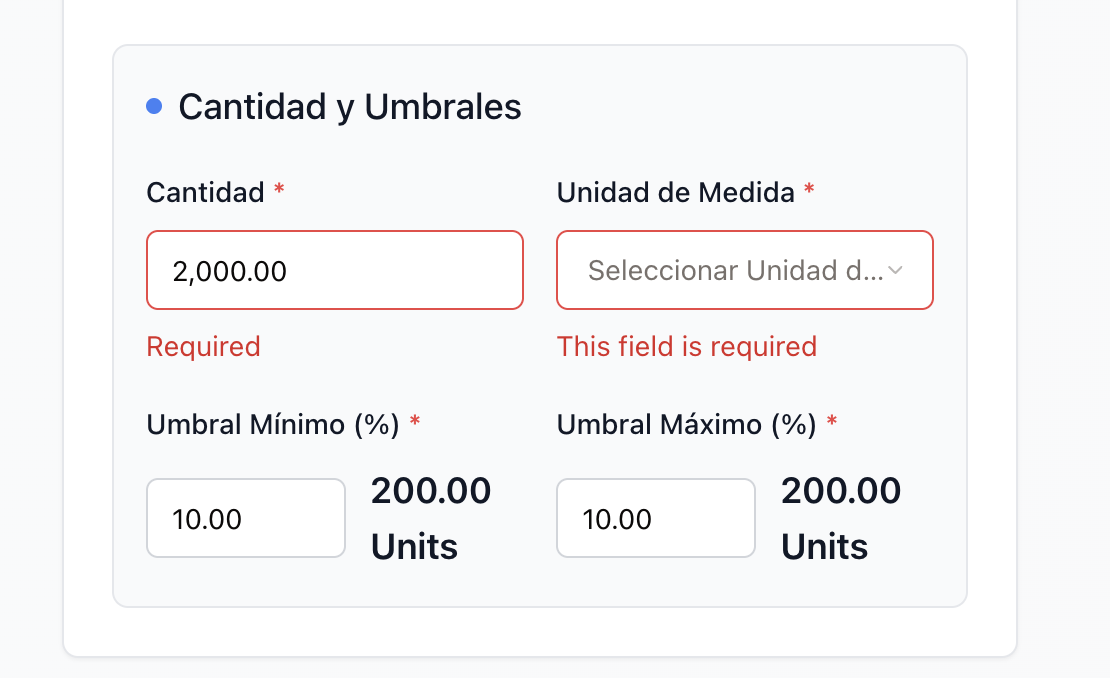 Cantidad y Umbrales
Cantidad *
Unidad de Medida *
2,000.00
Seleccionar Unidad d...
Required
This field is required
Umbral Mínimo (%) *
Umbral Máximo (%) *
10.00
200.00
Units
10.00
200.00
Units